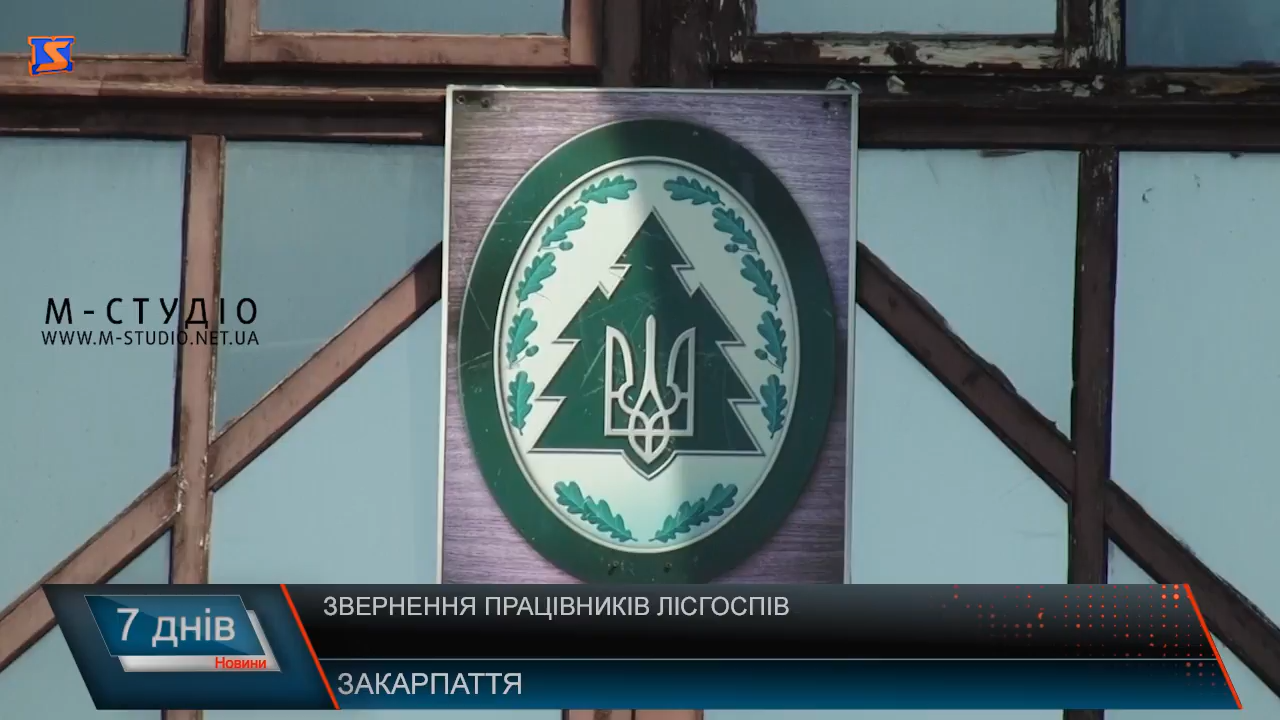 М-СТУДІО
WWW.M-STUDIO.NET.UA
7 днів
Новини
ЗВЕРНЕННЯ ПРАЦІВНИКІВ ЛІСГОСПІВ
ЗАКАРПАТТЯ